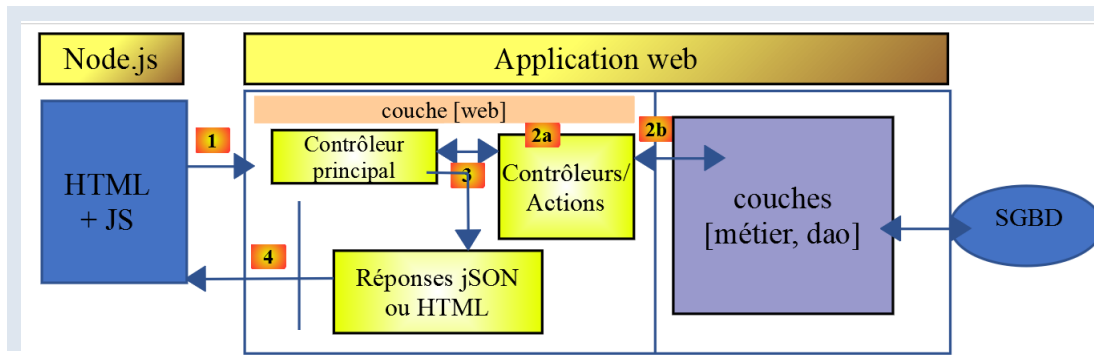 Node.js
Application web
couche [web]
1
Contrôleur
principal
2a
2b
3
Contrôleurs/
Actions
HTML
+ JS
couches
[métier, dao]
SGBD
4
Réponses jSON
ou HTML